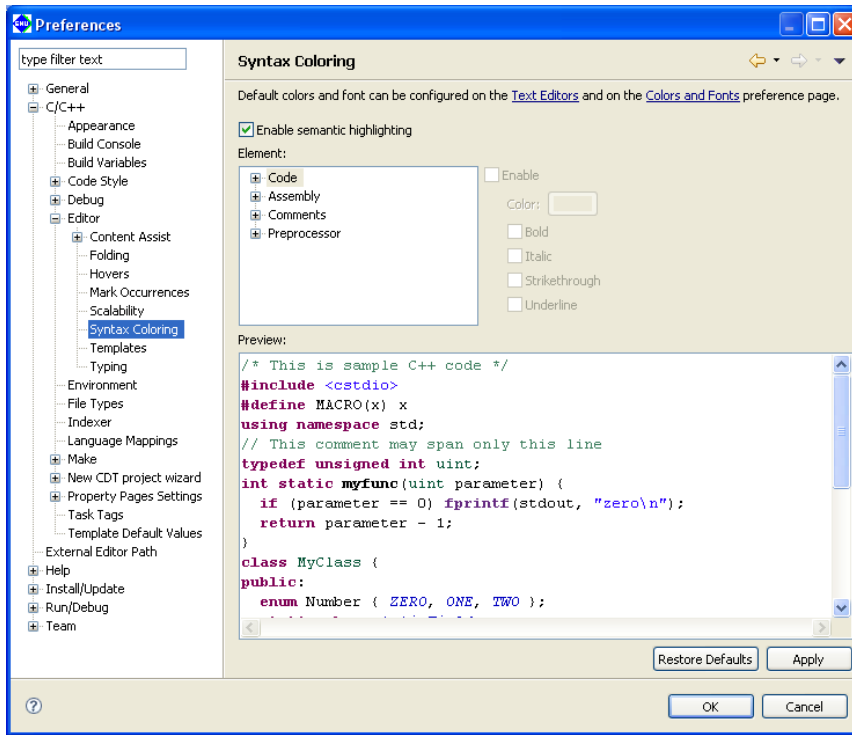 Preferences
type filter text
General
C/C++
Appearance
Build Console
Build Variables
Code Style
Debug
Editor
Content Assist
Folding
Hovers
Mark Occurrences
Scalability
Syntax Coloring
Templates
Typing
Environment
File Types
Indexer
Language Mappings
Make
New CDT project wizard
Property Pages Settings
Task Tags
Template Default Values
External Editor Path
Help
Install/Update
Run/Debug
Team
Syntax Coloring
Default colors and font can be configured on the Text Editors and on the Colors and Fonts preference page.
Enable semantic highlighting
Element:
Code
Assembly
Comments
Preprocessor
Enable
Color:
Bold
Italic
Strikethrough
Underline
Preview:
/* This is sample C++ code */
#include <cstdio>
#define MACRO(x) x
using namespace std;
// This comment may span only this line
typedef unsigned int uint;
int static myfunc(uint parameter) {
  if (parameter == 0) fprintf(stdout, "zero\n");
  return parameter - 1;
}
class MyClass {
public:
  enum Number { ZERO, ONE, TWO };
Restore Defaults
Apply
OK
Cancel